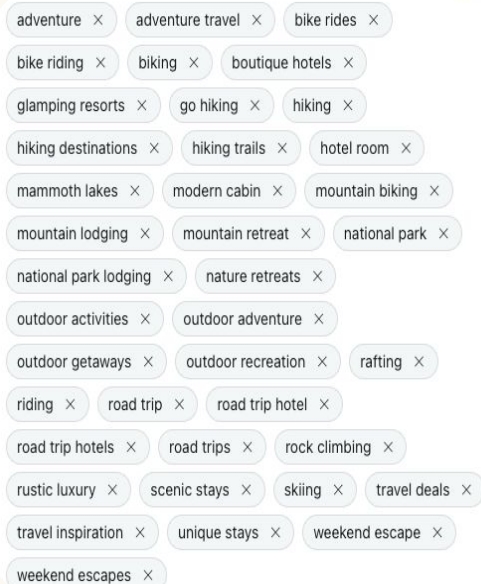 adventure × adventure travel × bike rides ×
bike riding × biking × boutique hotels ×
glamping resorts × go hiking × hiking ×
hiking destinations × hiking trails × hotel room ×
mammoth lakes × modern cabin × mountain biking ×
mountain lodging × mountain retreat × national park ×
national park lodging × nature retreats ×
outdoor activities × outdoor adventure ×
outdoor getaways × outdoor recreation × rafting ×
riding × road trip × road trip hotel ×
road trip hotels × road trips × rock climbing ×
rustic luxury × scenic stays × skiing × travel deals ×
travel inspiration × unique stays × weekend escape ×
weekend escapes ×